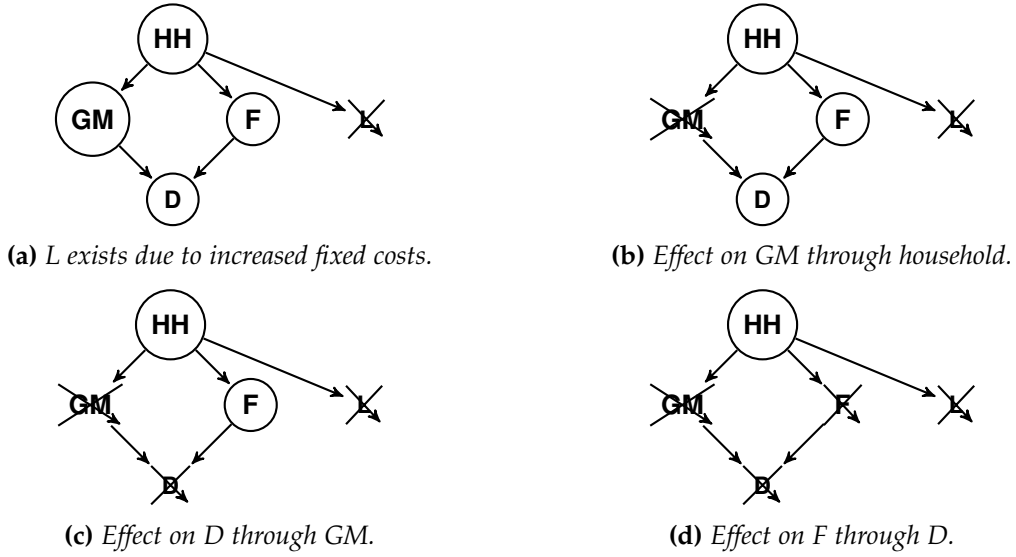 HH
HH
GM
F
L
GM
F
L
D
D
(a) L exists due to increased fixed costs.
(b) Effect on GM through household.
HH
HH
GM
F
L
GM
F
L
D
D
(c) Effect on D through GM.
(d) Effect on F through D.